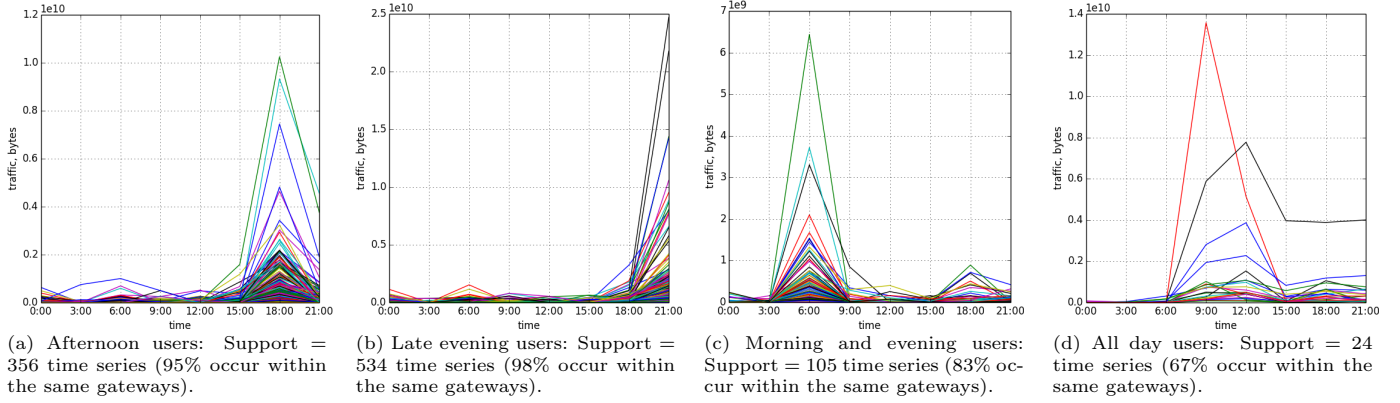 1e10
traffic, bytes
1.2
1.0
0.8
0.6
0.4
0.2
0.0
0:00 3:00 6:00 9:00 12:00 15:00 18:00 21:00
time
(a) Afternoon users: Support =
356 time series (95% occur within
the same gateways).
1e10
traffic, bytes
2.5
2.0
1.5
1.0
0.5
0.0
0:00 3:00 6:00 9:00 12:00 15:00 18:00 21:00
time
(b) Late evening users: Support =
534 time series (98% occur within
the same gateways).
1e9
traffic, bytes
7
6
5
4
3
2
1
0
0:00 3:00 6:00 9:00 12:00 15:00 18:00 21:00
time
(c) Morning and evening users:
Support = 105 time series (83% oc-
cur within the same gateways).
1e10
traffic, bytes
1.4
1.2
1.0
0.8
0.6
0.4
0.2
0.0
0:00 3:00 6:00 9:00 12:00 15:00 18:00 21:00
time
(d) All day users: Support = 24
time series (67% occur within the
same gateways).